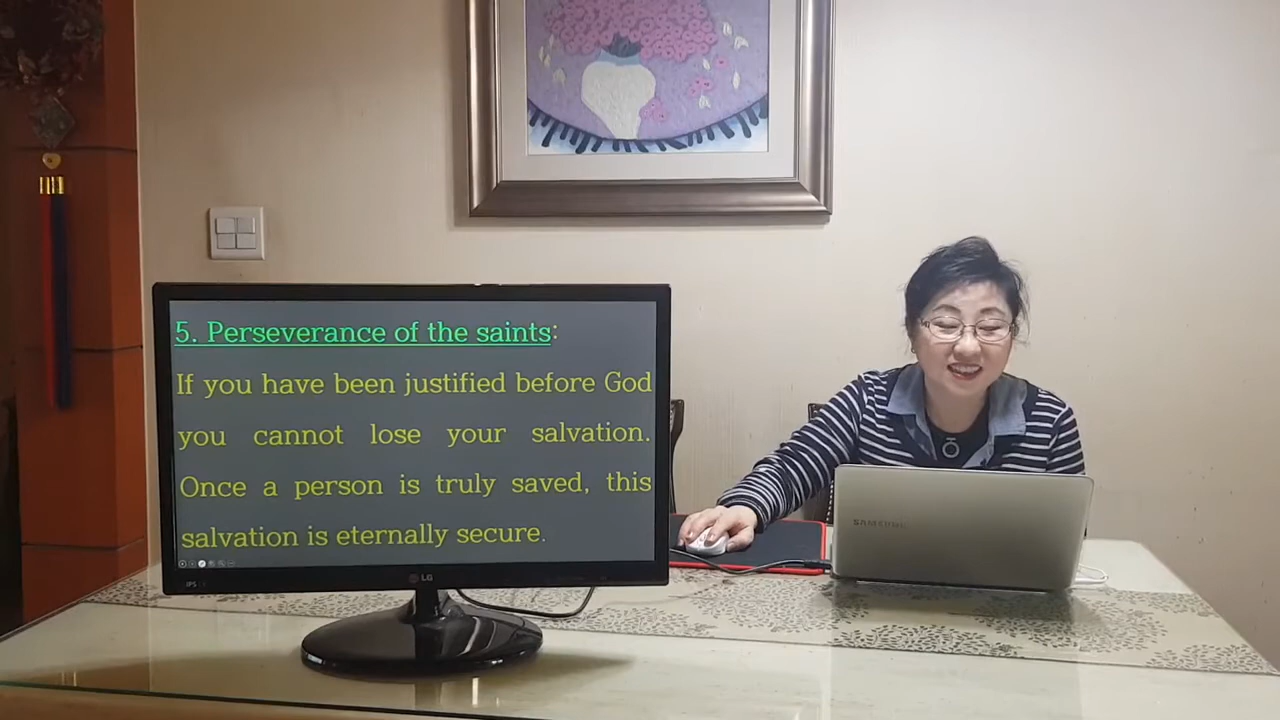 5. Perseverance of the saints:
If you have been justified before God
you cannot lose your salvation.
Once a person is truly saved, this
salvation is eternally secure.
IPS
LG
SAMSUNG